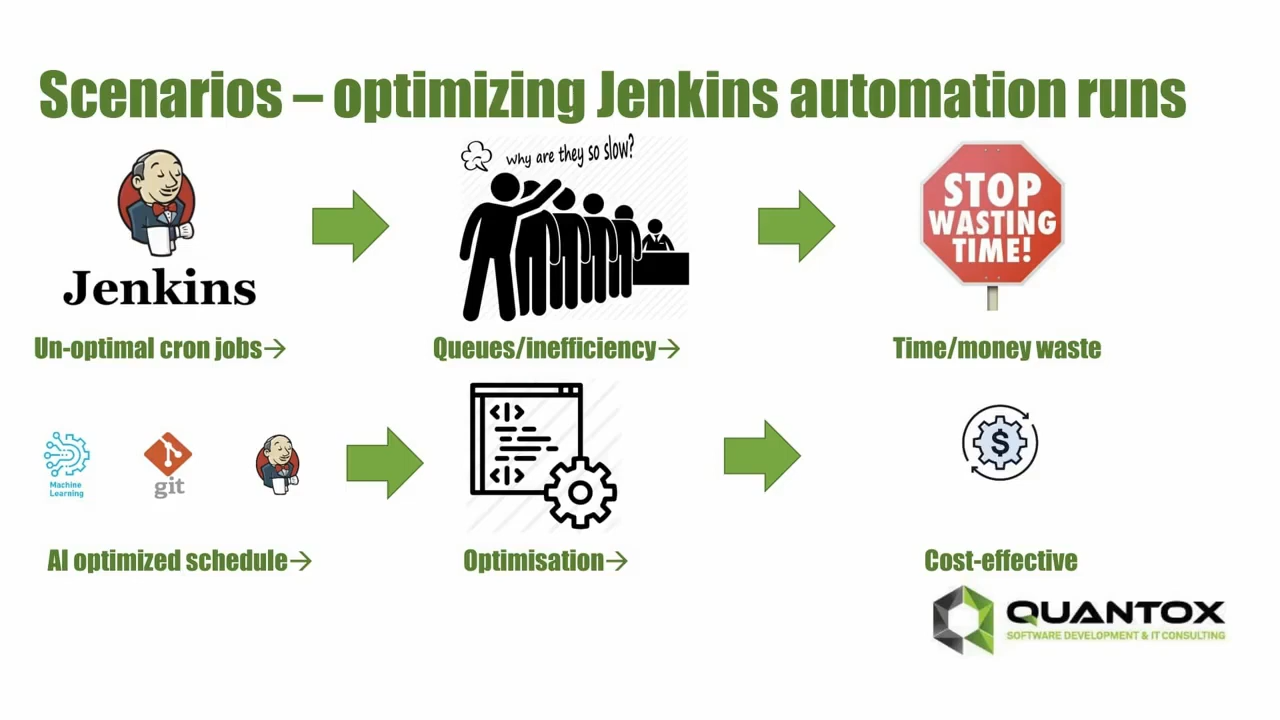 Scenarios – optimizing Jenkins automation runs
why are they so slow?
STOP
WASTING
TIME!
Jenkins
Un-optimal cron jobs→
Queues/inefficiency→
Time/money waste
Machine
Learning
git
AI optimized schedule→
Optimisation→
Cost-effective
QUANTOX
SOFTWARE DEVELOPMENT & IT CONSULTING